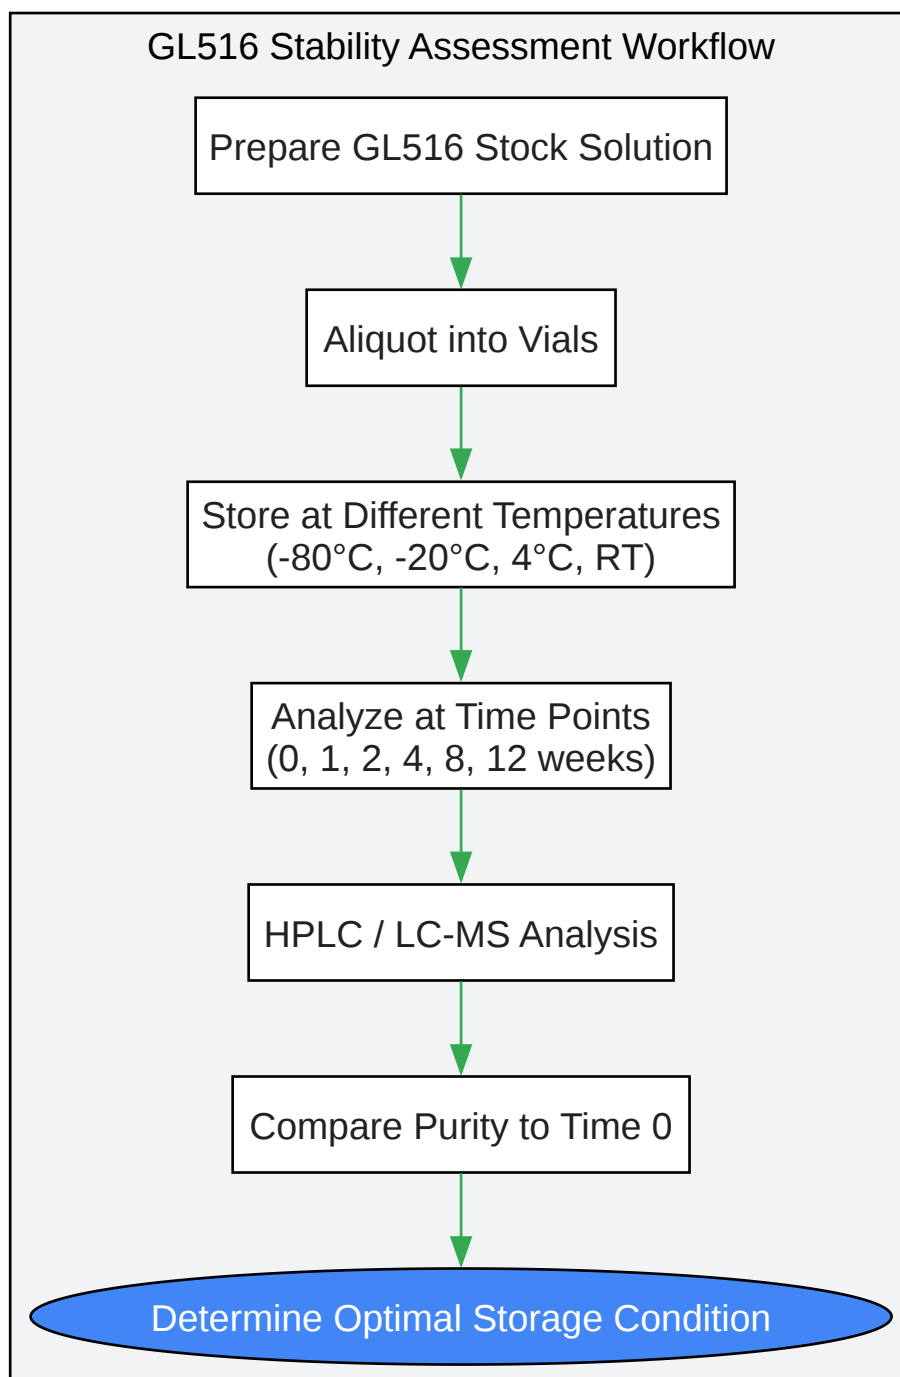 GL516 Stability Assessment Workflow
Prepare GL516 Stock Solution
Aliquot into Vials
Store at Different Temperatures
(-80°C, -20°C, 4°C, RT)
Analyze at Time Points
(0, 1, 2, 4, 8, 12 weeks)
HPLC / LC-MS Analysis
Compare Purity to Time 0
Determine Optimal Storage Condition